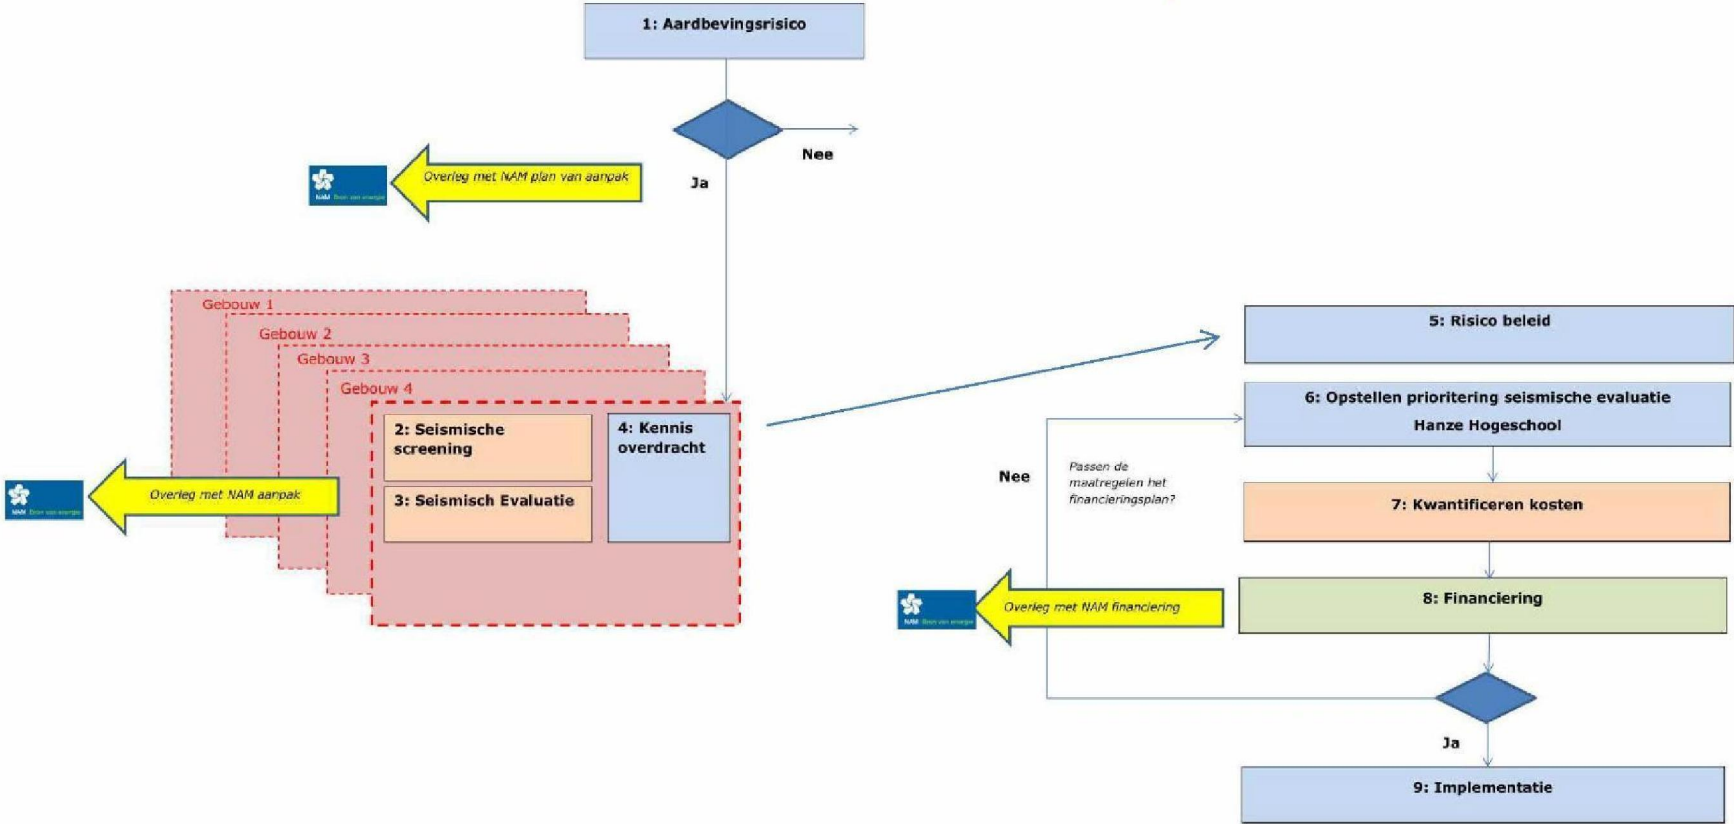 1: Aardbevingsrisico
Nee
Overleg met NAM plan van aanpak
NAM
Ja
Gebouw 1
Gebouw 2
Gebouw 3
Gebouw 4
2: Seismische
screening
4: Kennis
overdracht
3: Seismisch Evaluatie
Overleg met NAM aanpak
NAM
5: Risico beleid
6: Opstellen prioritering seismische evaluatie
Hanze Hogeschool
Nee
Passen de
maatregelen het
financieringsplan?
7: Kwantificeren kosten
8: Financiering
Overleg met NAM financiering
NAM
Ja
9: Implementatie